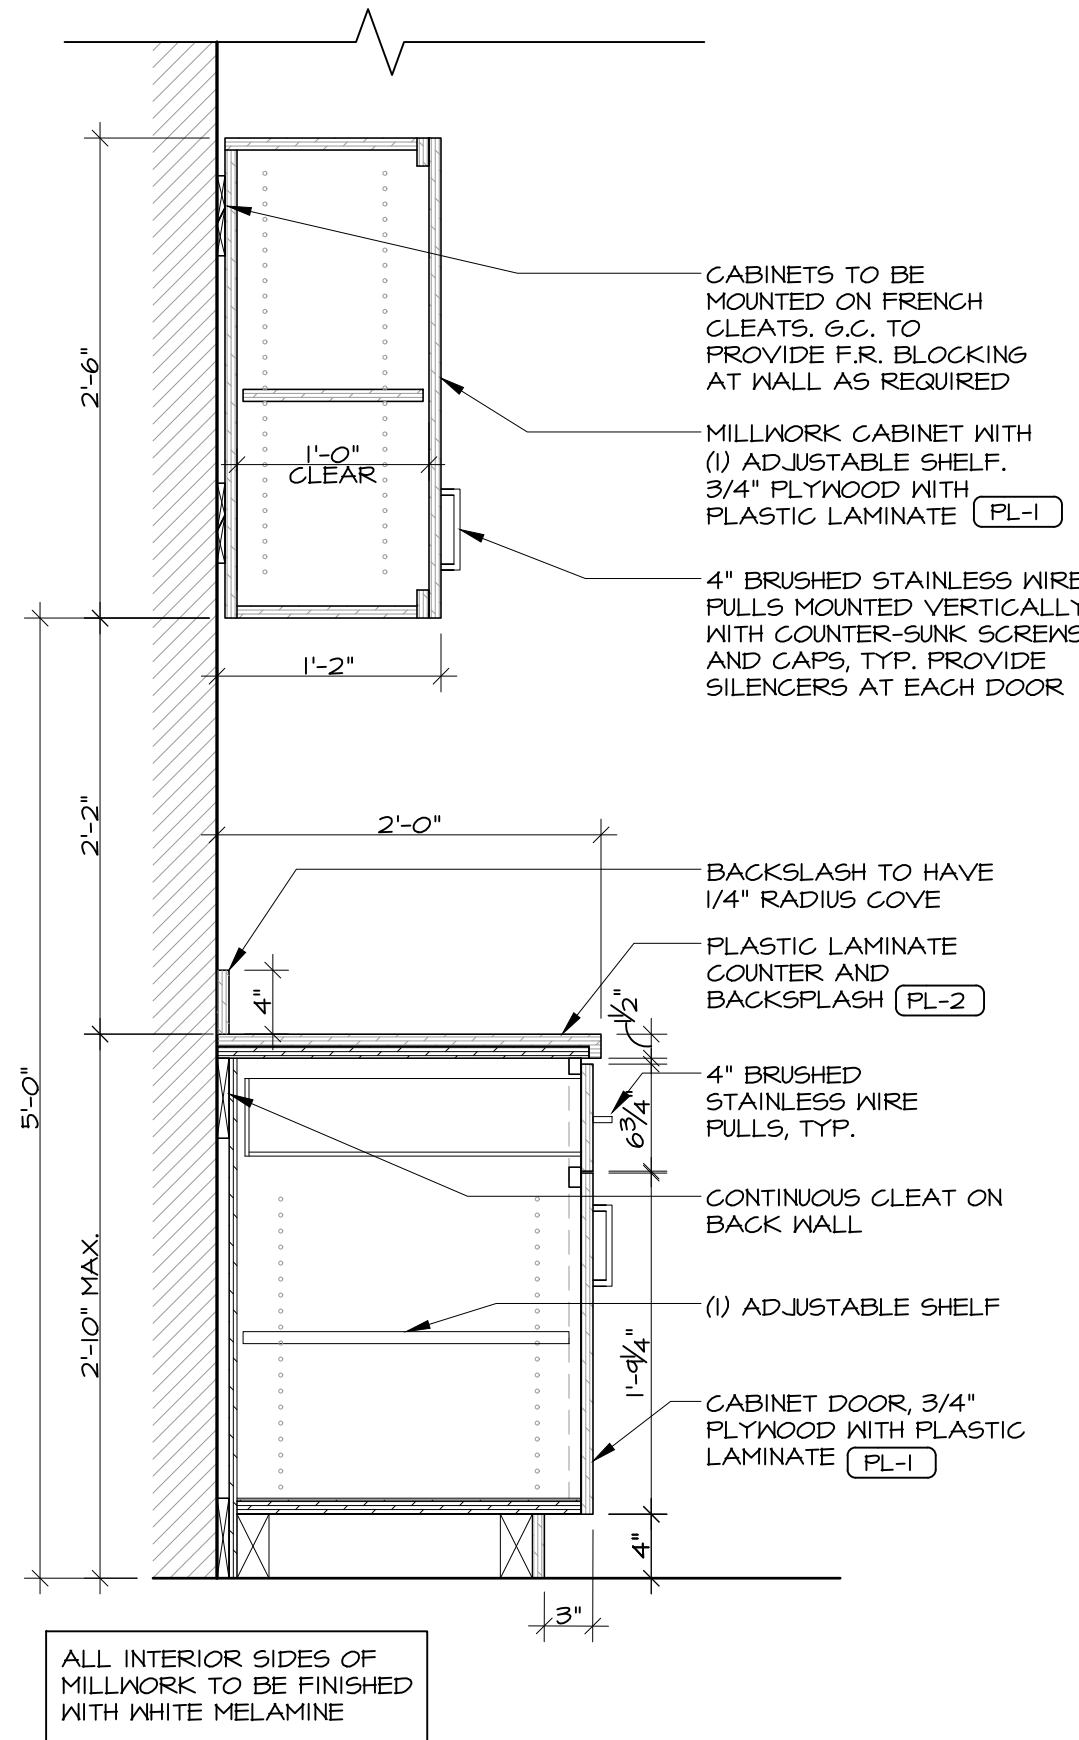 CABINETS TO BE
MOUNTED ON FRENCH
CLEATS. G.C. TO
PROVIDE F.R. BLOCKING
AT WALL AS REQUIRED
2'-6"
MILLWORK CABINET WITH
(1) ADJUSTABLE SHELF.
3/4" PLYWOOD WITH
PLASTIC LAMINATE PL-1
1'-0"
CLEAR
4" BRUSHED STAINLESS WIRE
PULLS MOUNTED VERTICALLY
WITH COUNTER-SUNK SCREWS
AND CAPS, TYP. PROVIDE
SILENCERS AT EACH DOOR
1'-2"
2'-2"
2'-0"
BACKSLASH TO HAVE
1/4" RADIUS COVE
PLASTIC LAMINATE
COUNTER AND
BACKSPLASH PL-2
4"
1 1/2"
5'-0"
4" BRUSHED
STAINLESS WIRE
PULLS, TYP.
6 3/4"
CONTINUOUS CLEAT ON
BACK WALL
2'-10" MAX.
(1) ADJUSTABLE SHELF
1'-9 1/4"
CABINET DOOR, 3/4"
PLYWOOD WITH PLASTIC
LAMINATE PL-1
4"
3"
ALL INTERIOR SIDES OF
MILLWORK TO BE FINISHED
WITH WHITE MELAMINE